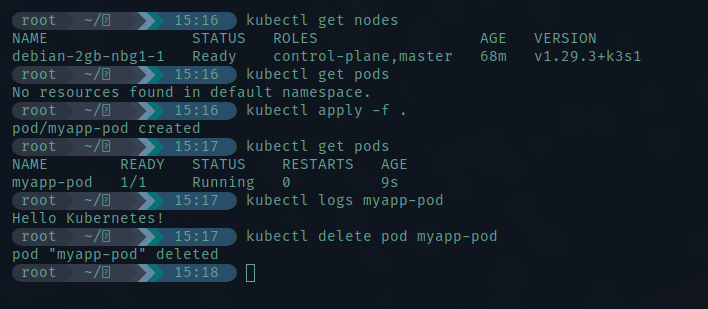 root ~/ 15:16 kubectl get nodes
NAME STATUS ROLES AGE VERSION
debian-2gb-nbg1-1 Ready control-plane,master 68m v1.29.3+k3s1
root ~/ 15:16 kubectl get pods
No resources found in default namespace.
root ~/ 15:16 kubectl apply -f .
pod/myapp-pod created
root ~/ 15:17 kubectl get pods
NAME READY STATUS RESTARTS AGE
myapp-pod 1/1 Running 0 9s
root ~/ 15:17 kubectl logs myapp-pod
Hello Kubernetes!
root ~/ 15:17 kubectl delete pod myapp-pod
pod "myapp-pod" deleted
root ~/ 15:18